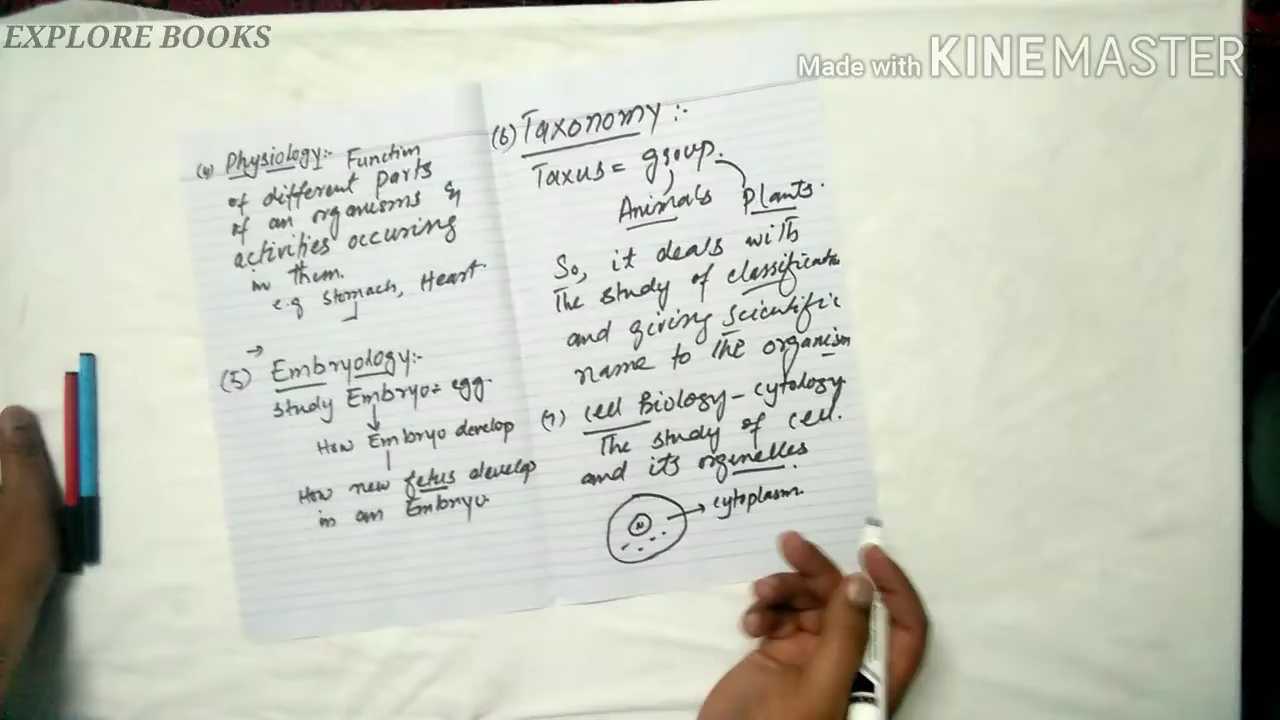 EXPLORE BOOKS
Made with KINEMASTER
(4) Physiology:- Function
of different parts
of an organisms &
activities occuring
in them.
e.g stomach, Heart.
→
(5) Embryology:-
study Embryo = egg.
How Embryo develop
How new fetus develop
in an Embryo.
(6) Taxonomy:-
Taxus = group.
Animals Plants.
So, it deals with
The study of classification
and giving scientific
name to the organism
(7) Cell Biology - cytology
The study of cell.
and its orgenelles
N → cytoplasm.